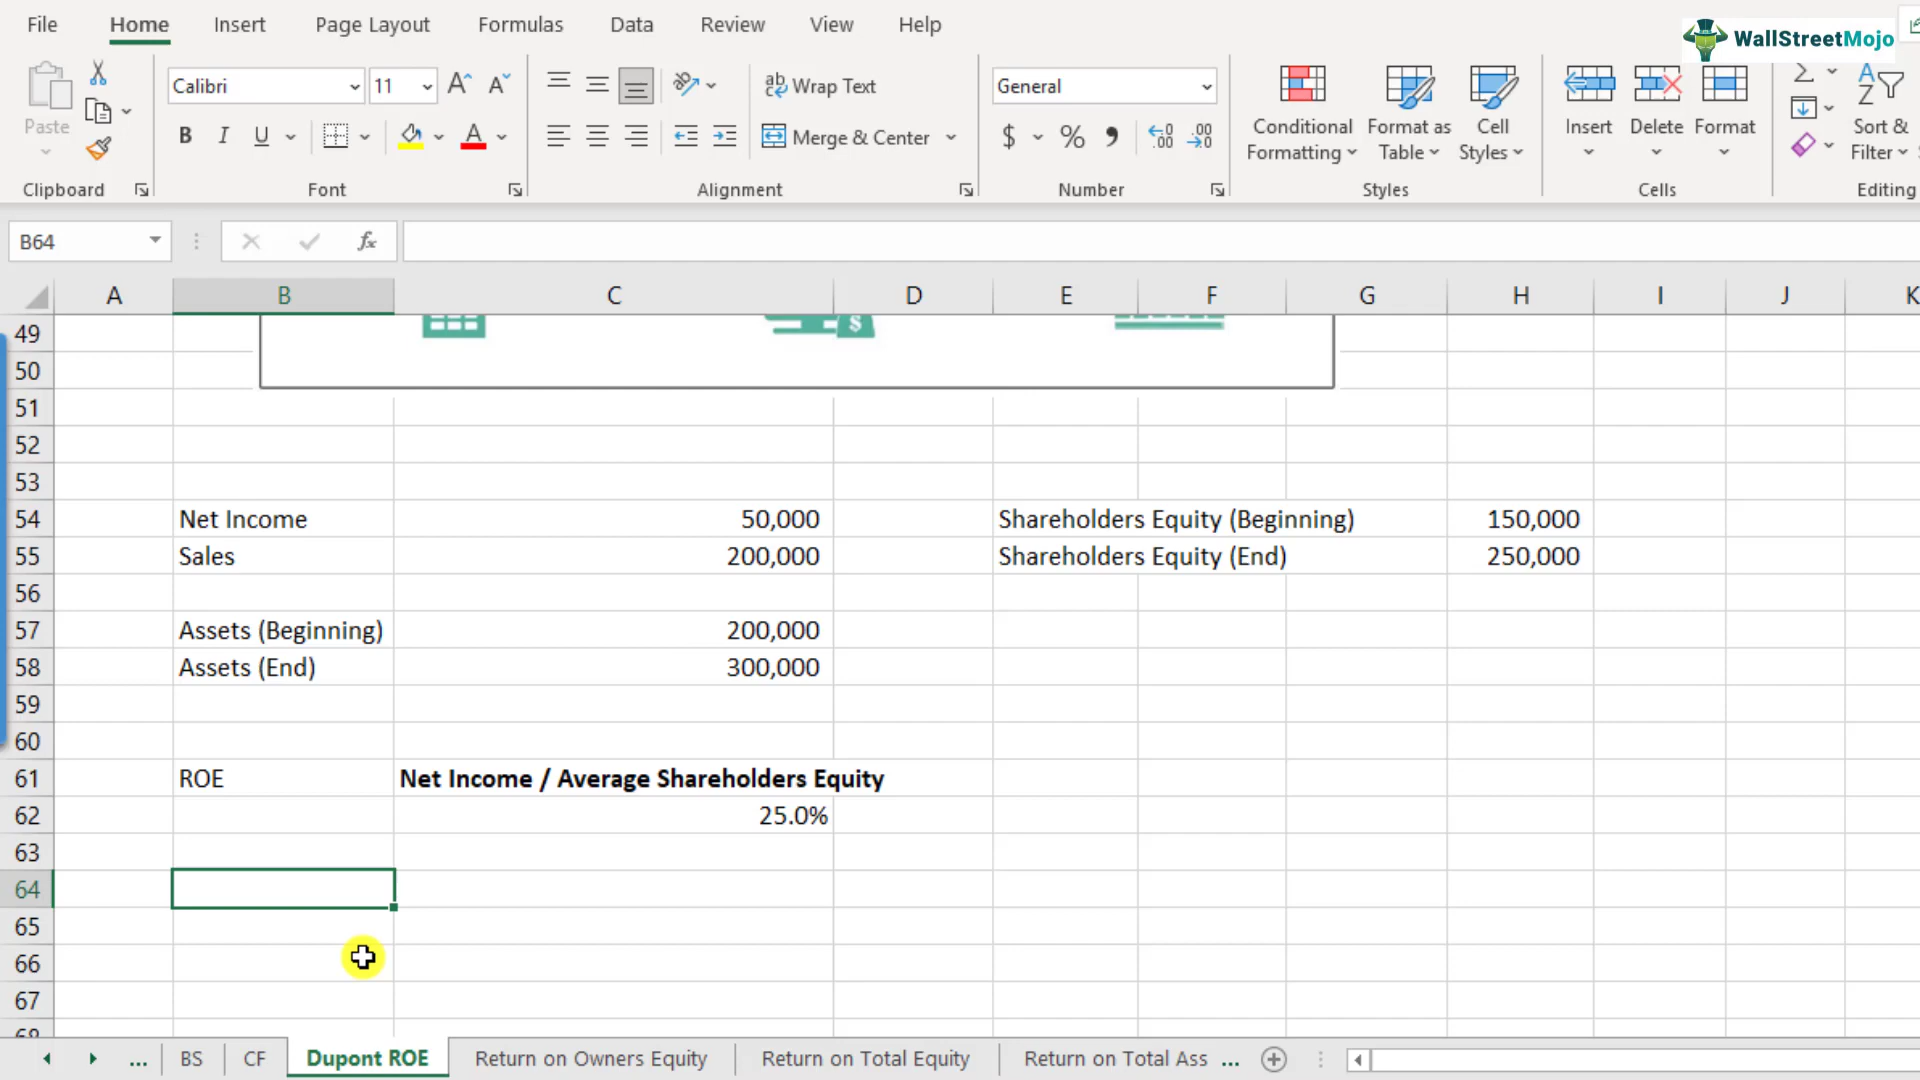 File Home Insert Page Layout Formulas Data Review View Help
WallStreetMojo
Paste
Calibri 11
Wrap Text
Merge & Center
General
Conditional Formatting
Format as Table
Cell Styles
Insert Delete Format
Sort & Filter
Clipboard Font Alignment Number Styles Cells Editing
B64 fx
A B C D E F G H I J K
49
50
51
52
53
54 Net Income 50,000 Shareholders Equity (Beginning) 150,000
55 Sales 200,000 Shareholders Equity (End) 250,000
56
57 Assets (Beginning) 200,000
58 Assets (End) 300,000
59
60
61 ROE Net Income / Average Shareholders Equity
62 25.0%
63
64
65
66
67
68
... BS CF Dupont ROE Return on Owners Equity Return on Total Equity Return on Total Ass ...